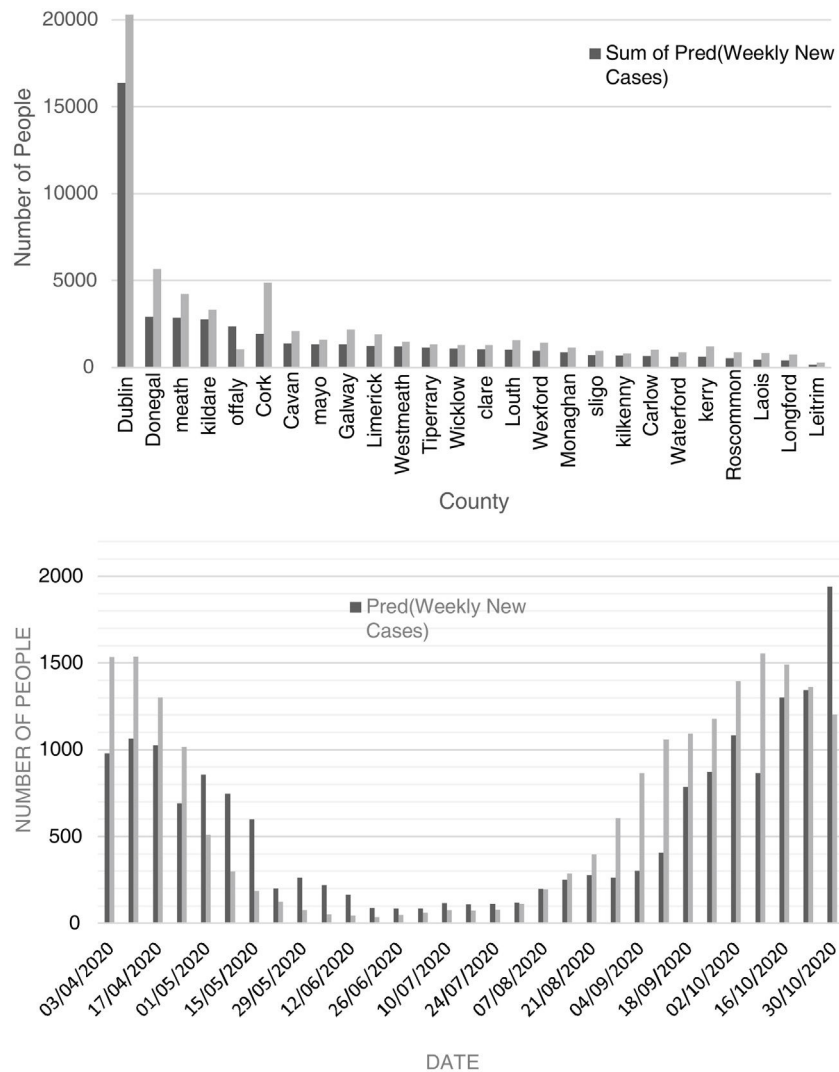 20000
15000
10000
5000
0
Number of People
Sum of Pred(Weekly New
Cases)
Dublin
Donegal
meath
kildare
offaly
Cork
Cavan
mayo
Galway
Limerick
Westmeath
Tiperrary
Wicklow
clare
Louth
Wexford
Monaghan
sligo
kilkenny
Carlow
Waterford
kerry
Roscommon
Laois
Longford
Leitrim
County
2000
1500
1000
500
0
NUMBER OF PEOPLE
Pred(Weekly New
Cases)
03/04/2020
17/04/2020
01/05/2020
15/05/2020
29/05/2020
12/06/2020
26/06/2020
10/07/2020
24/07/2020
07/08/2020
21/08/2020
04/09/2020
18/09/2020
02/10/2020
16/10/2020
30/10/2020
DATE